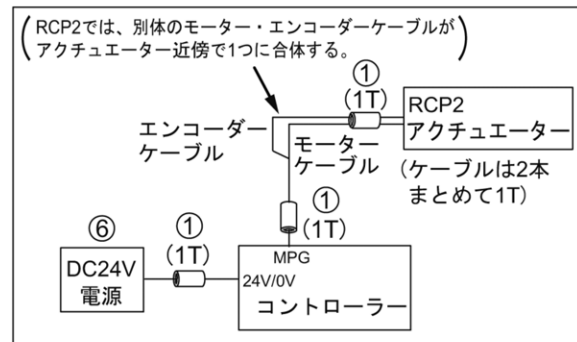 RCP2では、別体のモーター・エンコーダーケーブルが
アクチュエーター近傍で1つに合体する。
①
(1T)
RCP2
アクチュエーター
エンコーダー
ケーブル
モーター
ケーブル
(ケーブルは2本
まとめて1T)
①
(1T)
⑥
DC24V
電源
①
(1T)
MPG
24V/0V
コントローラー